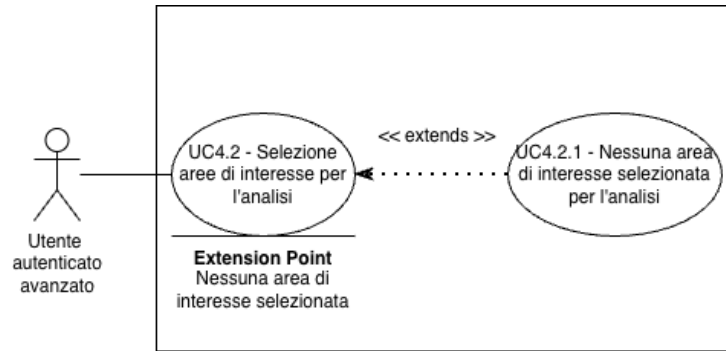 << extends >>
UC4.2 - Selezione
aree di interesse per
l'analisi
UC4.2.1 - Nessuna area
di interesse selezionata
per l'analisi
Utente
autenticato
avanzato
Extension Point
Nessuna area di
interesse selezionata